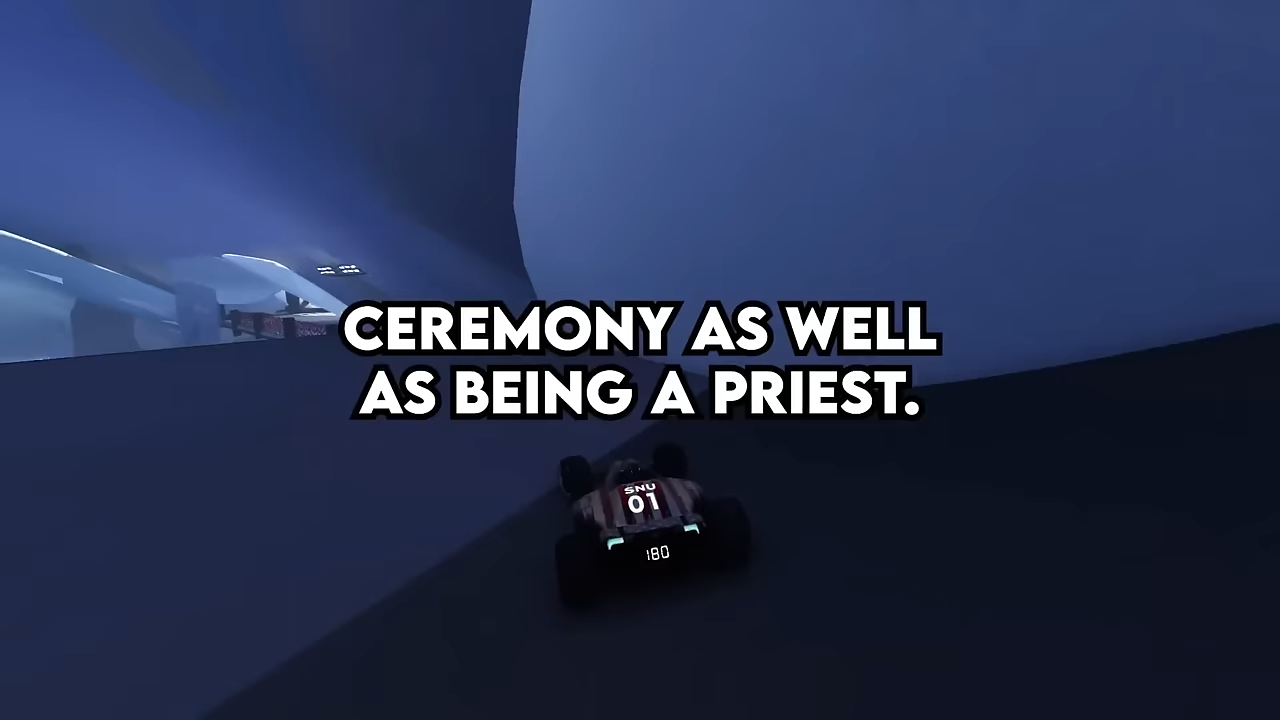 CEREMONY AS WELL
AS BEING A PRIEST.
SNU
01
180